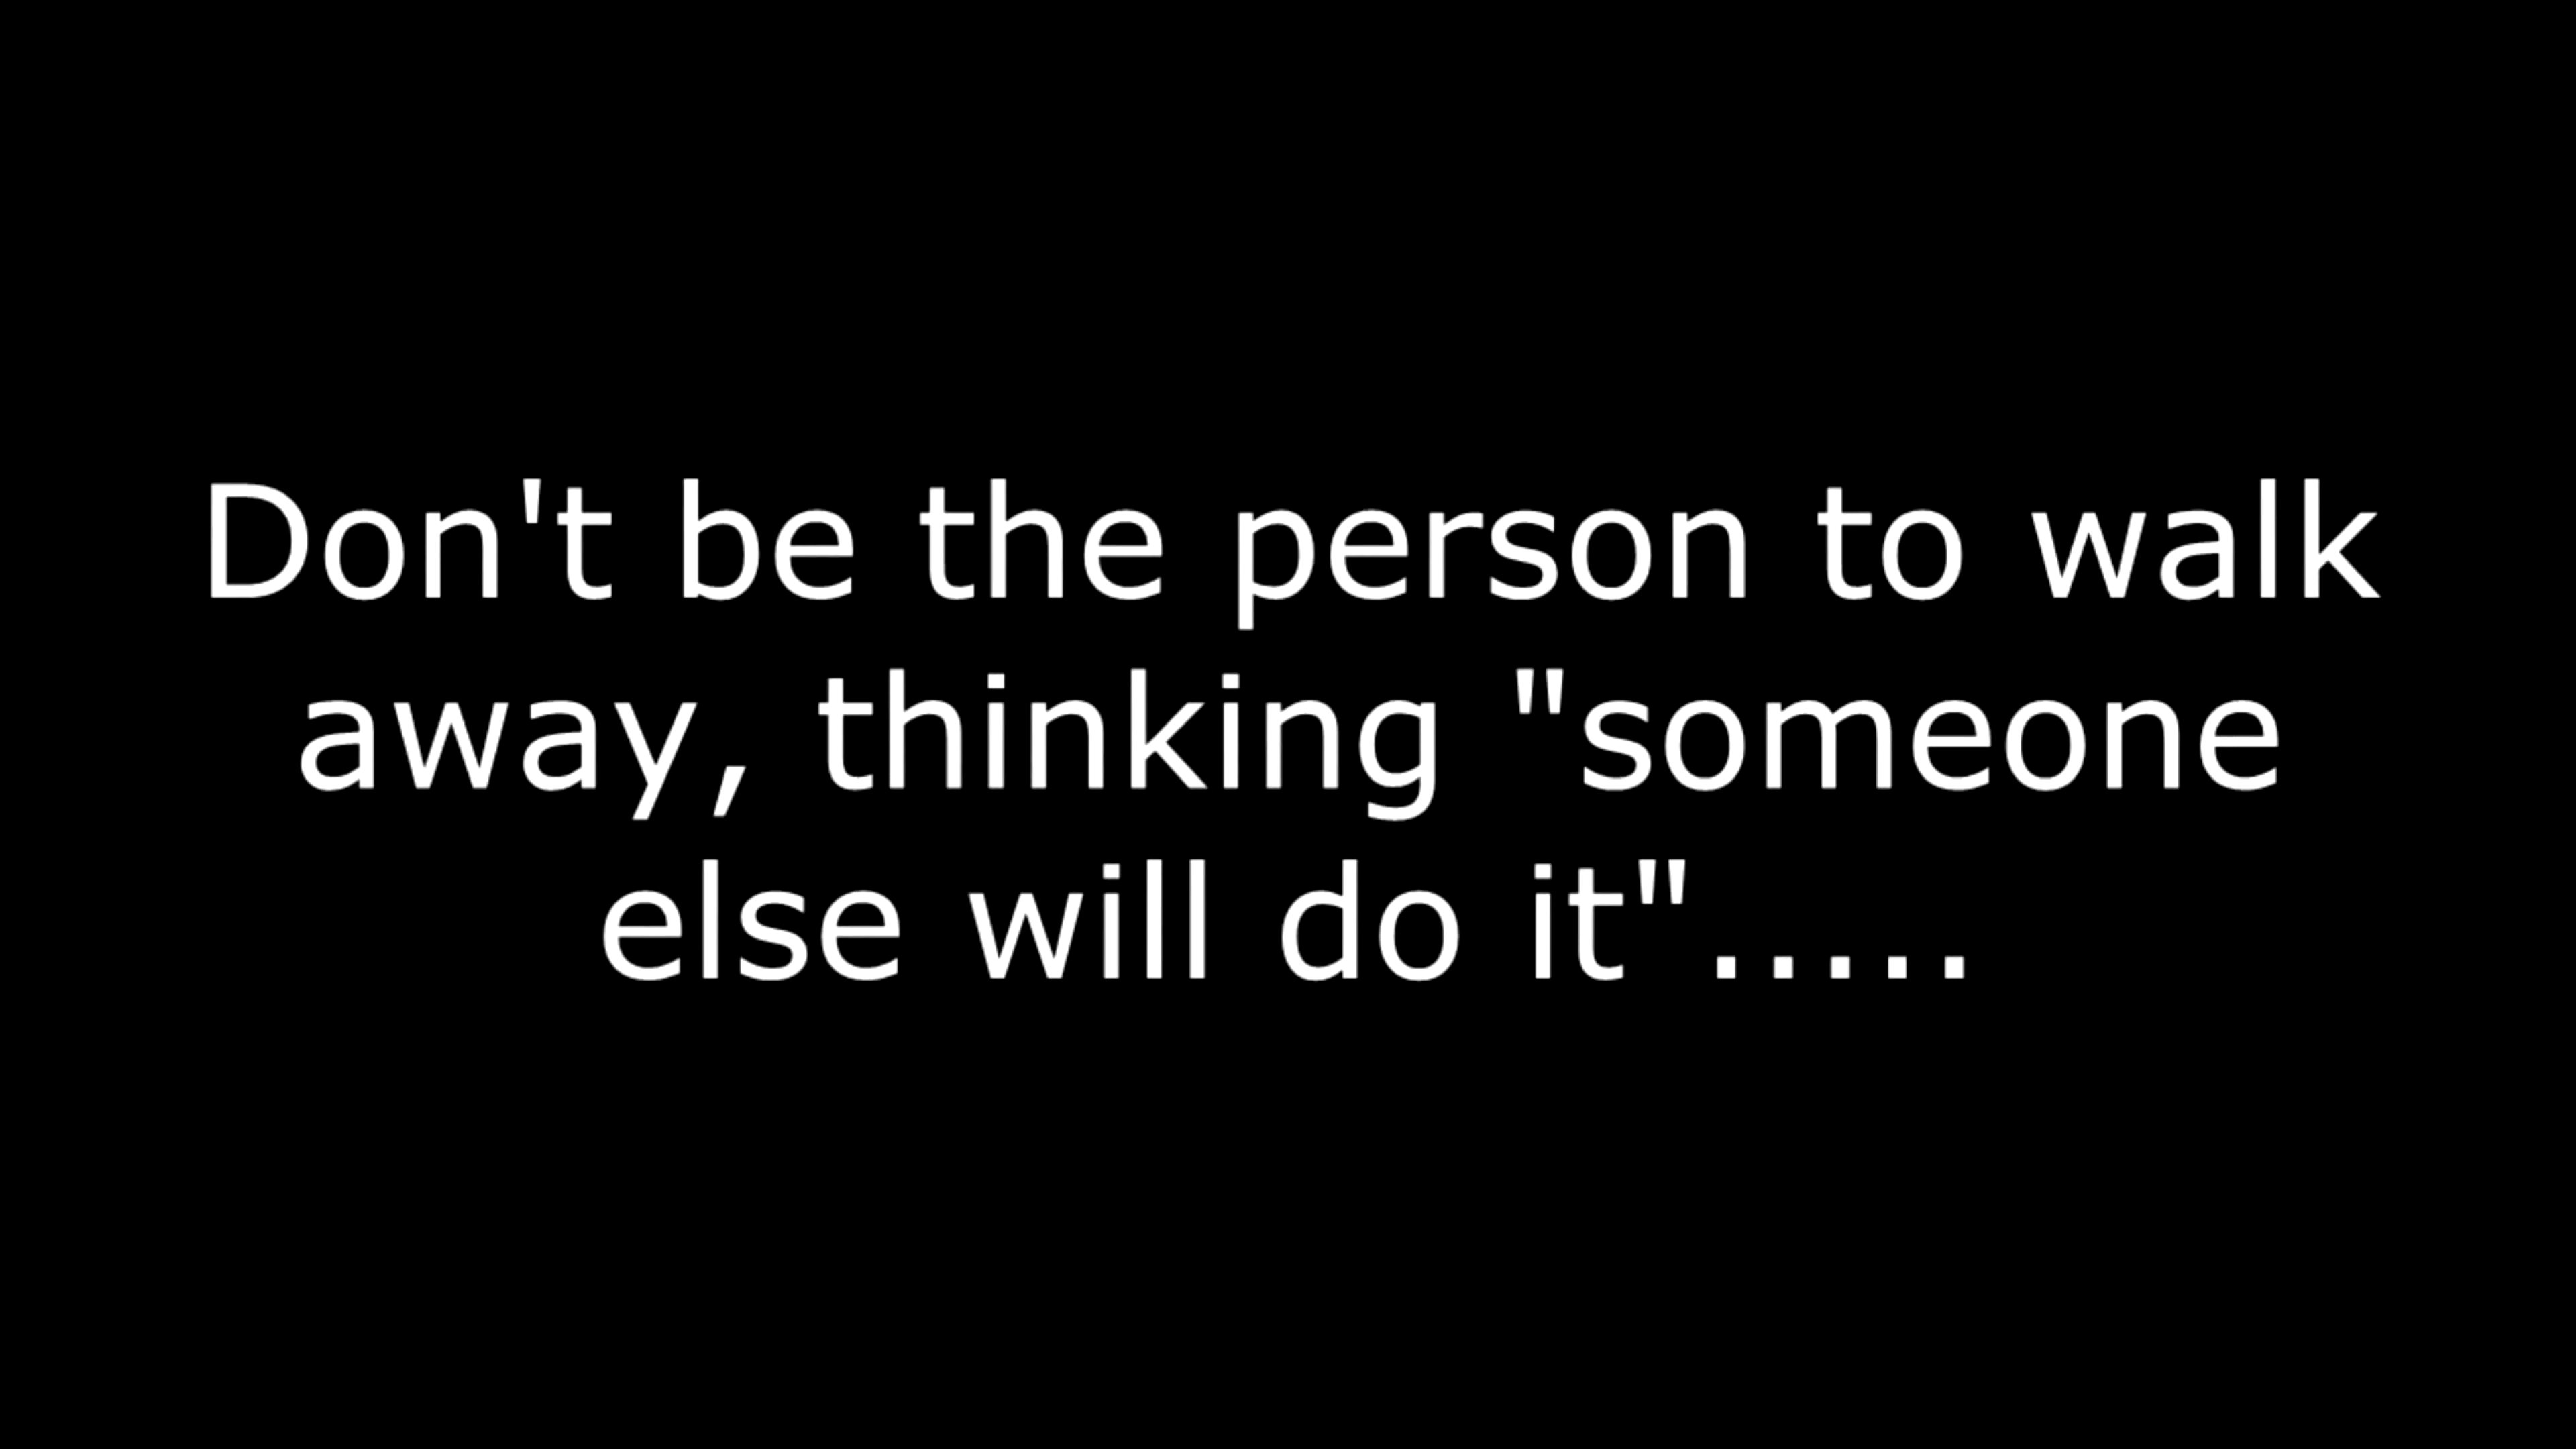 Don't be the person to walk
away, thinking "someone
else will do it".....